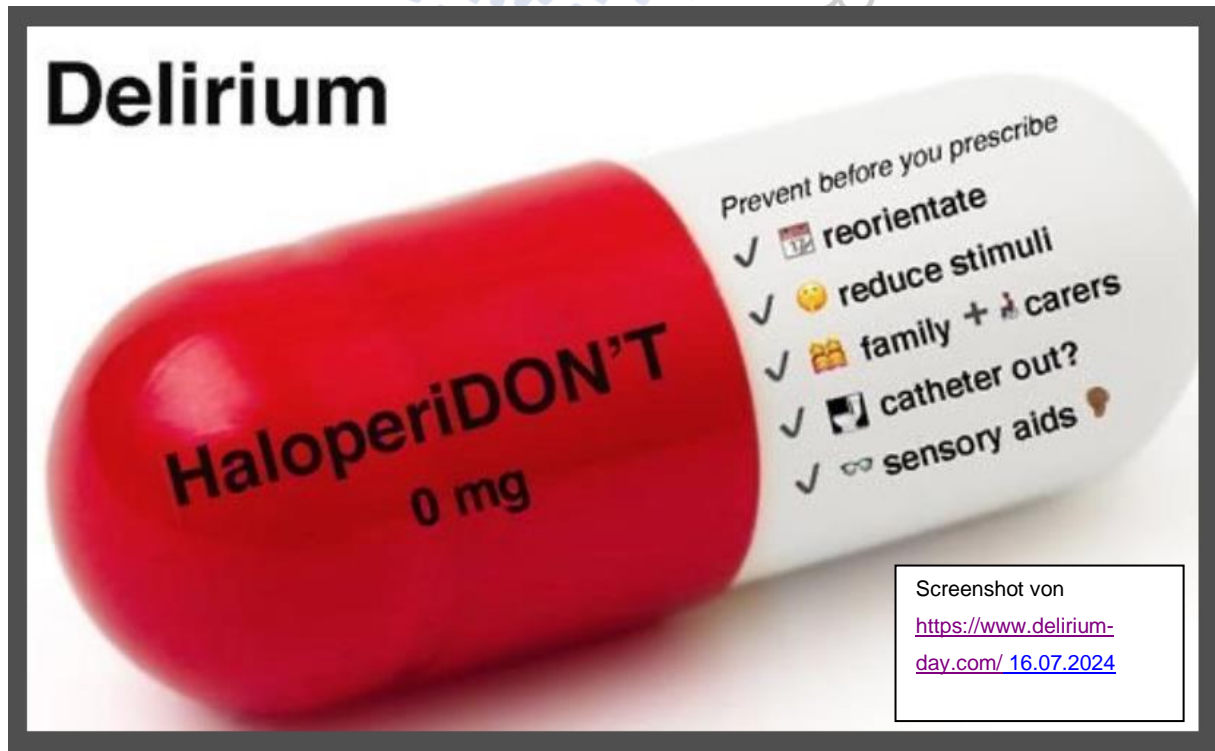 Delirium
HaloperiDON'T
0 mg
Prevent before you prescribe
✓ reorientate
✓ reduce stimuli
✓ family + carers
✓ catheter out?
✓ sensory aids
Screenshot von
https://www.delirium-
day.com/ 16.07.2024